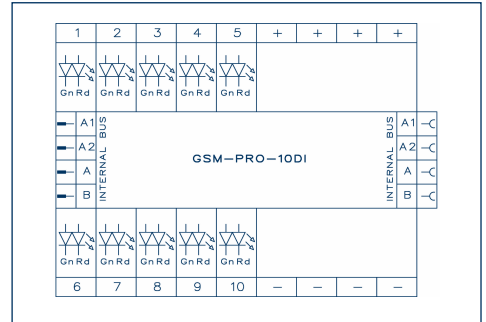 1 2 3 4 5 + + + +
Gn Rd Gn Rd Gn Rd Gn Rd Gn Rd
A1 INTERNAL BUS GSM-PRO-10DI INTERNAL BUS A1
A2 A2
A A
B B
Gn Rd Gn Rd Gn Rd Gn Rd Gn Rd
6 7 8 9 10 - - - -